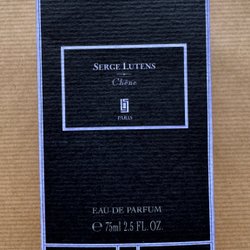 SERGE LUTENS
Chêne
PARIS
EAU DE PARFUM
℮ 75ml 2.5 FL. OZ.